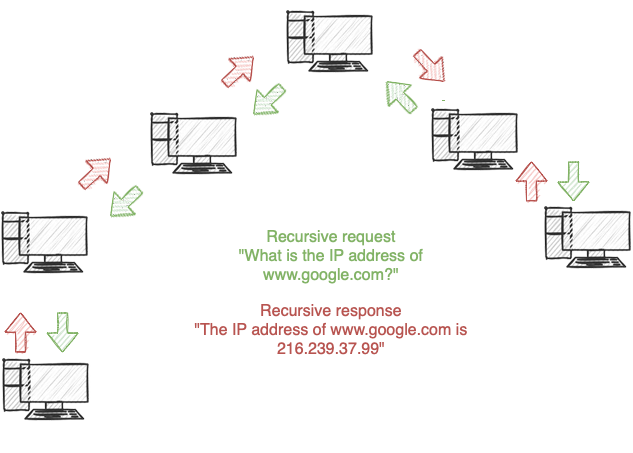 Recursive request
"What is the IP address of
www.google.com?"
Recursive response
"The IP address of www.google.com is
216.239.37.99"